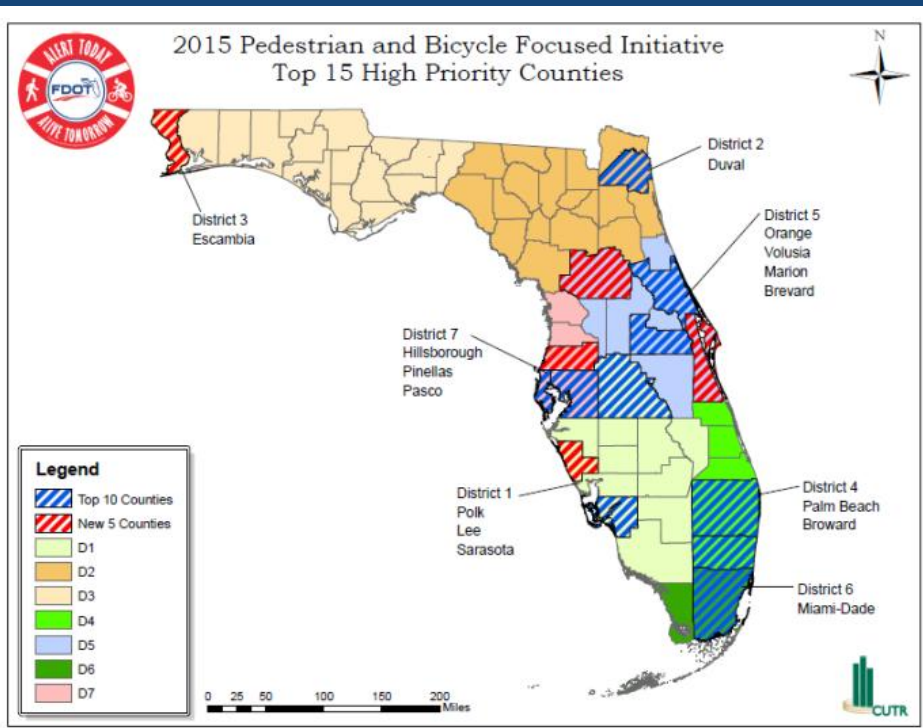 2015 Pedestrian and Bicycle Focused Initiative
Top 15 High Priority Counties
ALERT TODAY
FDOT
ALIVE TOMORROW
N
District 2
Duval
District 3
Escambia
District 5
Orange
Volusia
Marion
Brevard
District 7
Hillsborough
Pinellas
Pasco
District 1
Polk
Lee
Sarasota
District 4
Palm Beach
Broward
District 6
Miami-Dade
Legend
Top 10 Counties
New 5 Counties
D1
D2
D3
D4
D5
D6
D7
0 25 50 100 150 200
Miles
CUTR